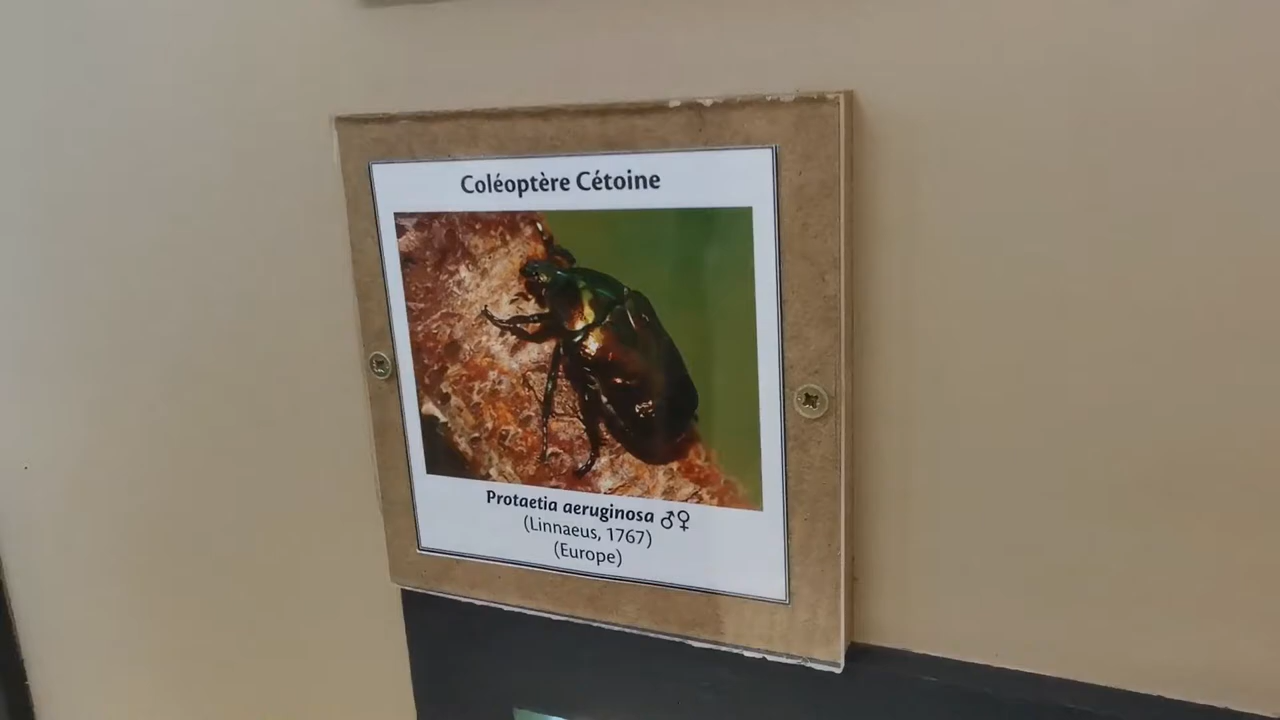 Coléoptère Cétoine
Protaetia aeruginosa ♂♀
(Linnaeus, 1767)
(Europe)